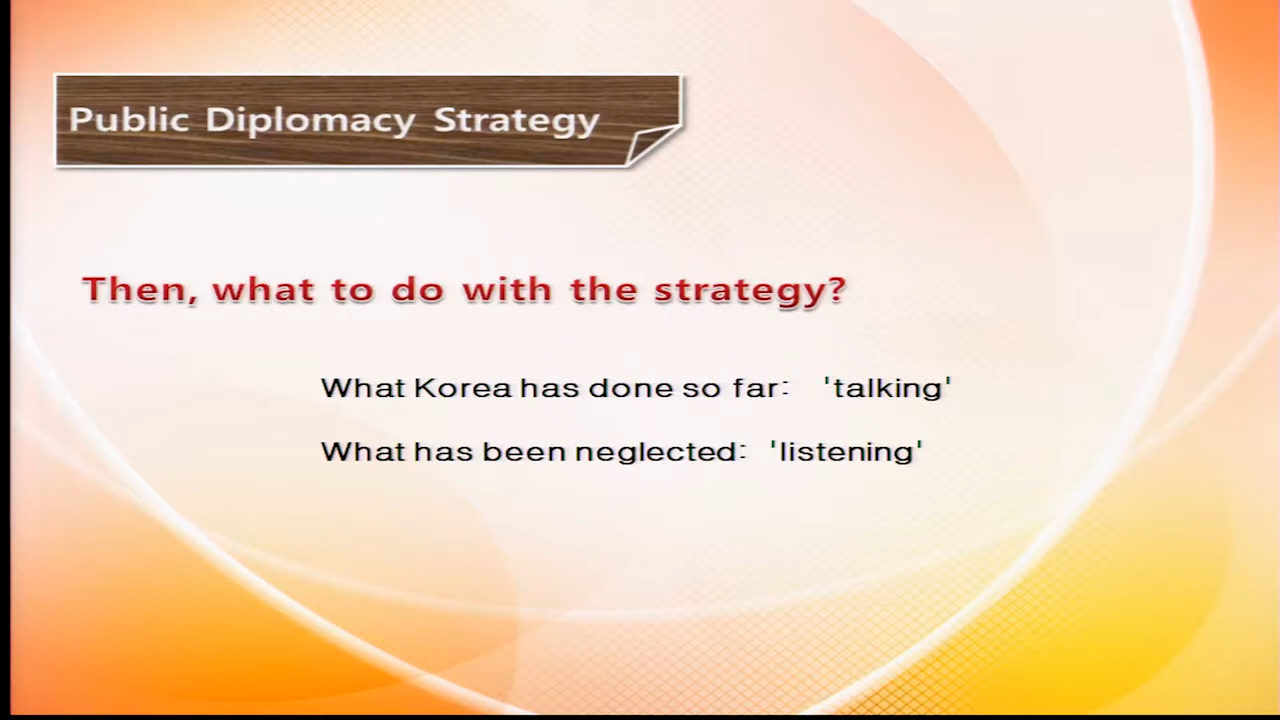 Public Diplomacy Strategy
Then, what to do with the strategy?
What Korea has done so far: 'talking'
What has been neglected: 'listening'